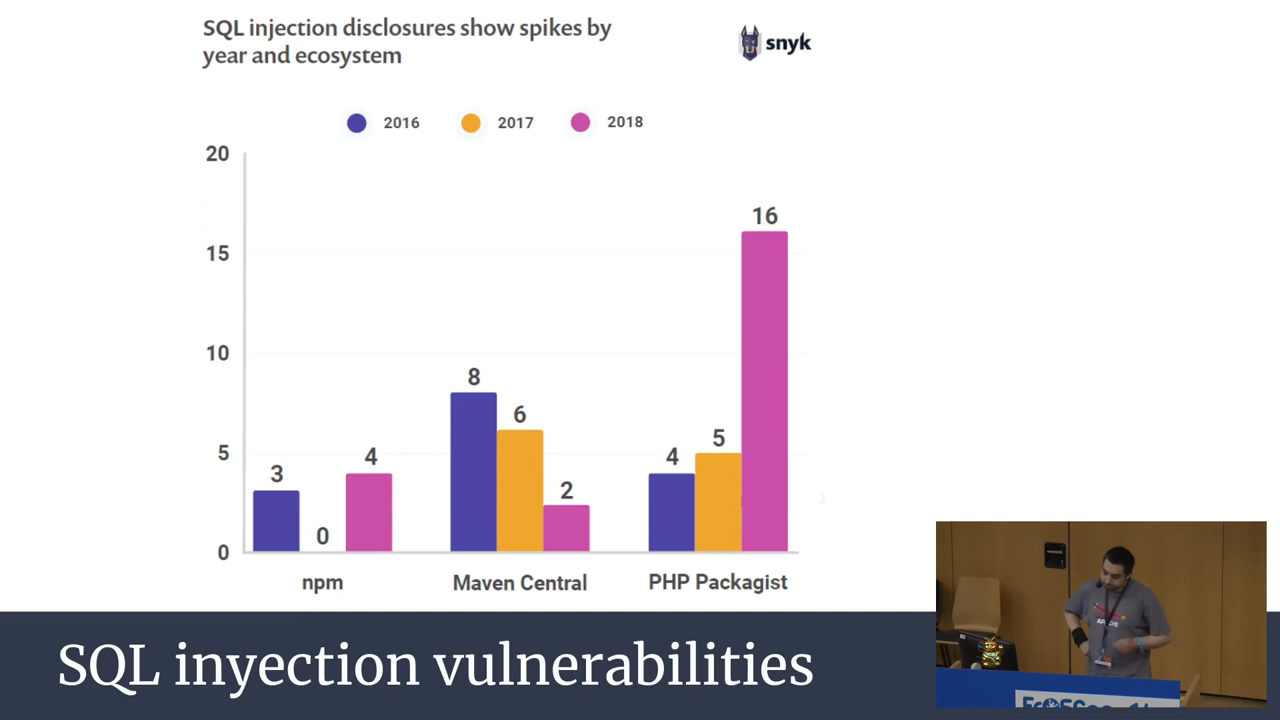 SQL injection disclosures show spikes by
year and ecosystem
snyk
2016
2017
2018
20
15
10
5
0
3
0
4
8
6
2
4
5
16
npm
Maven Central
PHP Packagist
SQL inyection vulnerabilities